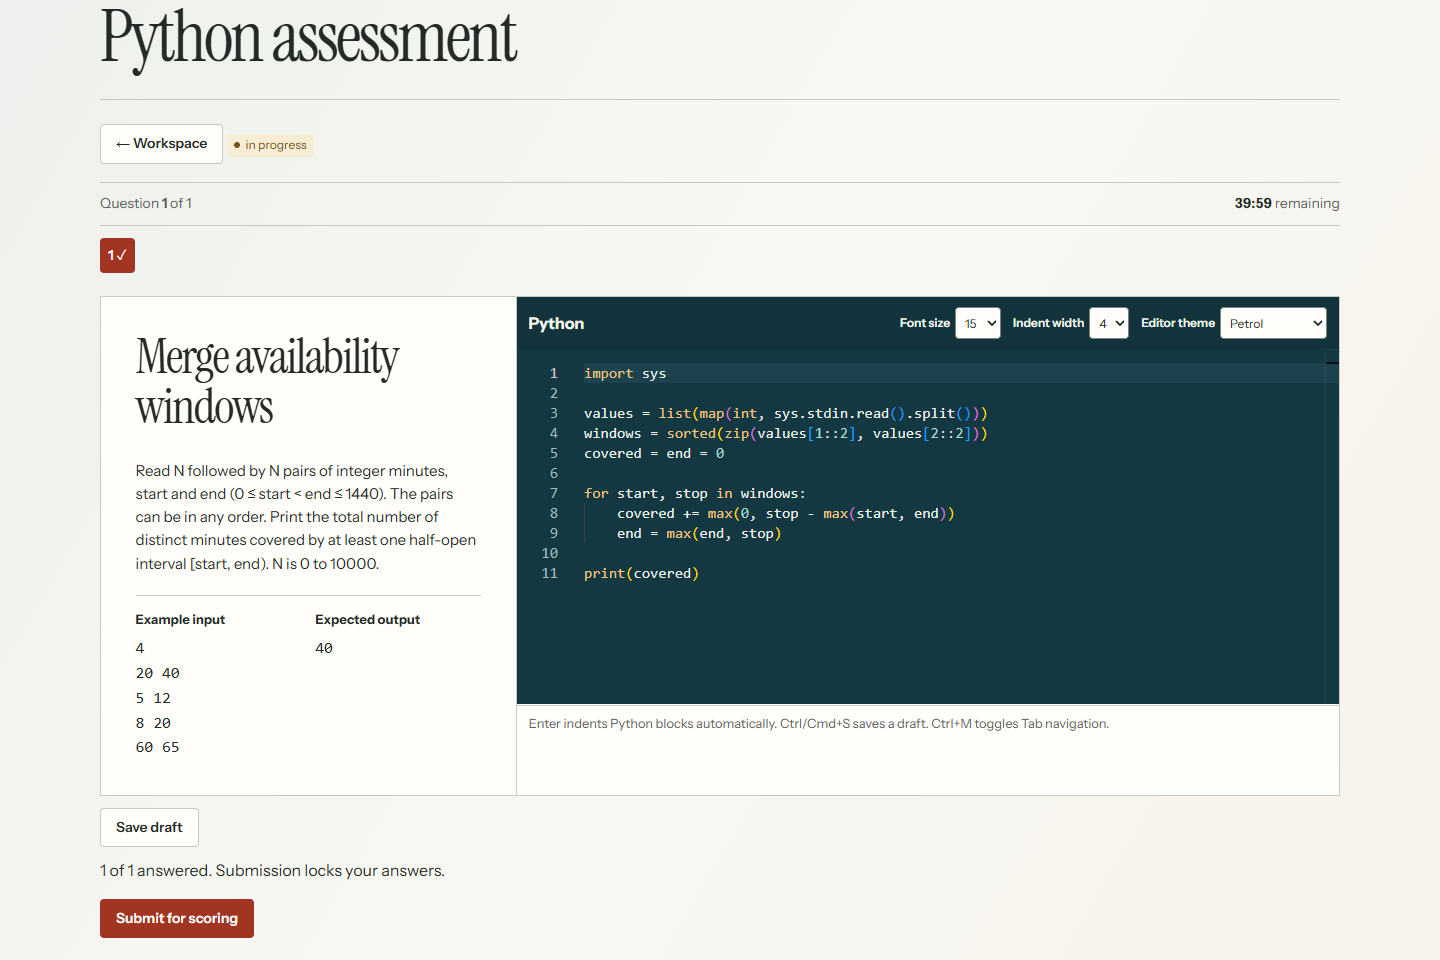 Python assessment
← Workspace
in progress
Question 1 of 1
39:59 remaining
1 ✓
Merge availability
windows
Read N followed by N pairs of integer minutes,
start and end (0 ≤ start < end ≤ 1440). The pairs
can be in any order. Print the total number of
distinct minutes covered by at least one half-open
interval [start, end). N is 0 to 10000.
Example input
4
20 40
5 12
8 20
60 65
Expected output
40
Python
Font size 15
Indent width 4
Editor theme Petrol
1 import sys
2
3 values = list(map(int, sys.stdin.read().split()))
4 windows = sorted(zip(values[1::2], values[2::2]))
5 covered = end = 0
6
7 for start, stop in windows:
8     covered += max(0, stop - max(start, end))
9     end = max(end, stop)
10
11 print(covered)
Enter indents Python blocks automatically. Ctrl/Cmd+S saves a draft. Ctrl+M toggles Tab navigation.
Save draft
1 of 1 answered. Submission locks your answers.
Submit for scoring